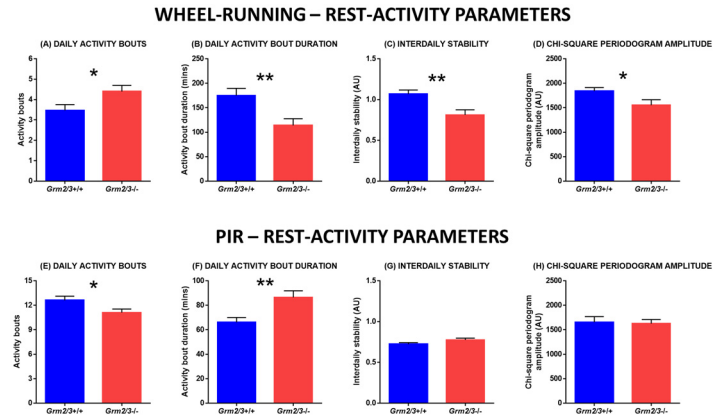 WHEEL-RUNNING – REST-ACTIVITY PARAMETERS
(A) DAILY ACTIVITY BOUTS
Activity bouts
6
5
4
3
2
1
0
*
Grm2/3+/+ Grm2/3-/-
(B) DAILY ACTIVITY BOUT DURATION
Activity bout duration (mins)
250
200
150
100
50
0
**
Grm2/3+/+ Grm2/3-/-
(C) INTERDAILY STABILITY
Interdaily stability (AU)
1.5
1.0
0.5
0.0
**
Grm2/3+/+ Grm2/3-/-
(D) CHI-SQUARE PERIODOGRAM AMPLITUDE
Chi-square periodogram
amplitude (AU)
2500
2000
1500
1000
500
0
*
Grm2/3+/+ Grm2/3-/-
PIR – REST-ACTIVITY PARAMETERS
(E) DAILY ACTIVITY BOUTS
Activity bouts
15
12
9
6
3
0
*
Grm2/3+/+ Grm2/3-/-
(F) DAILY ACTIVITY BOUT DURATION
Activity bout duration (mins)
100
80
60
40
20
0
**
Grm2/3+/+ Grm2/3-/-
(G) INTERDAILY STABILITY
Interdaily stability (AU)
1.5
1.0
0.5
0.0
Grm2/3+/+ Grm2/3-/-
(H) CHI-SQUARE PERIODOGRAM AMPLITUDE
Chi-square periodogram
amplitude (AU)
2500
2000
1500
1000
500
0
Grm2/3+/+ Grm2/3-/-